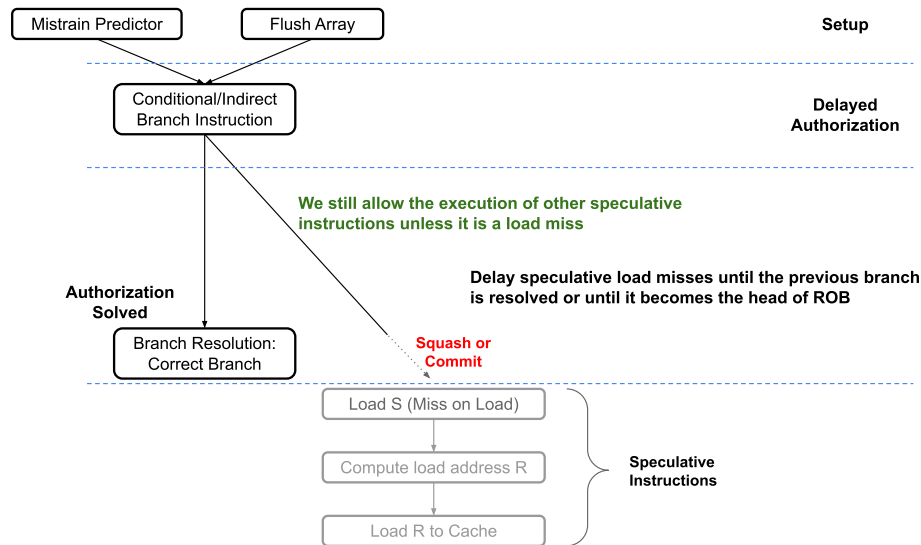 Mistrain Predictor
Flush Array
Setup
Conditional/Indirect
Branch Instruction
Delayed
Authorization
We still allow the execution of other speculative
instructions unless it is a load miss
Delay speculative load misses until the previous branch
is resolved or until it becomes the head of ROB
Authorization
Solved
Branch Resolution:
Correct Branch
Squash or
Commit
Load S (Miss on Load)
Compute load address R
Load R to Cache
Speculative
Instructions